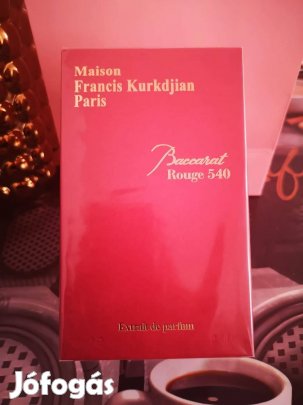 Maison
Francis Kurkdjian
Paris
Baccarat
Rouge 540
Extrait de parfum
Jófogás